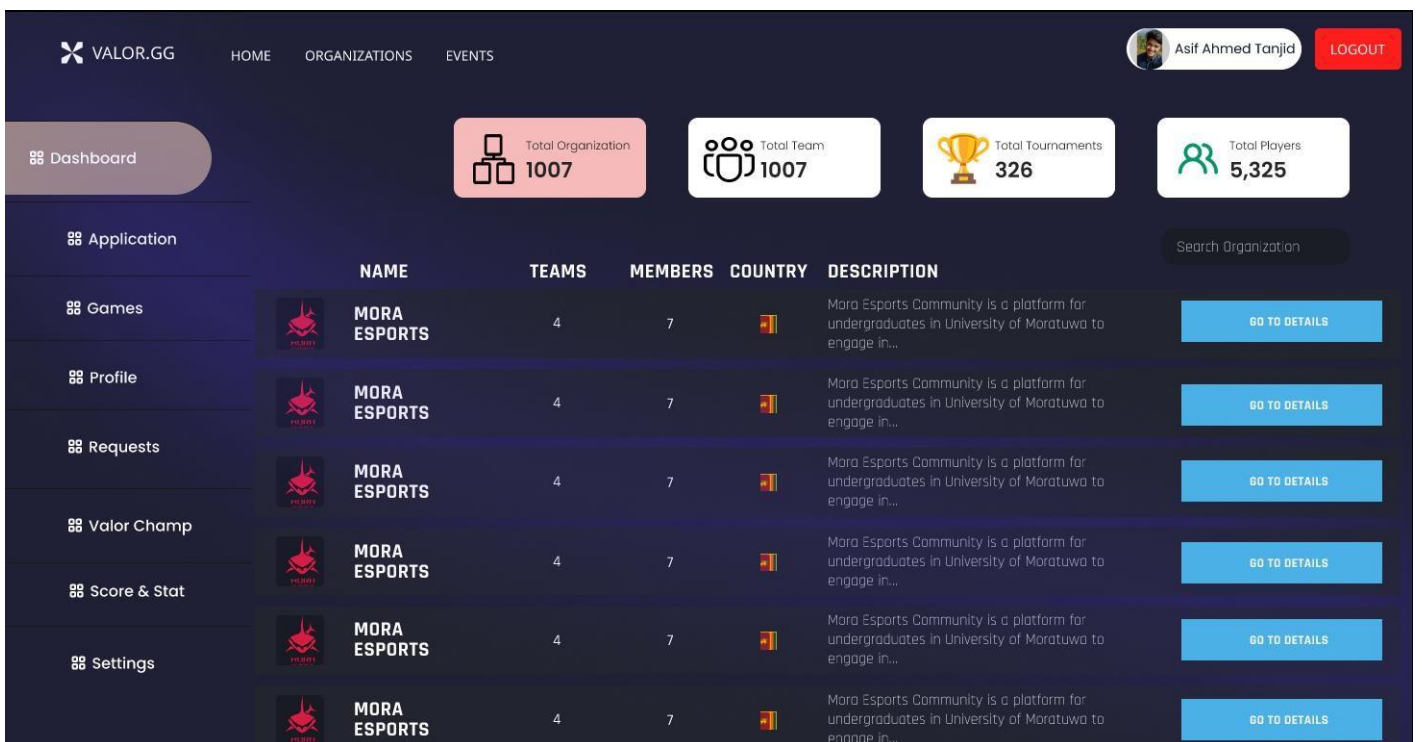 VALOR.GG HOME ORGANIZATIONS EVENTS Asif Ahmed Tanjid LOGOUT
Dashboard
Total Organization
1007
Total Team
1007
Total Tournaments
326
Total Players
5,325
Application
Games
Profile
Requests
Valor Champ
Score & Stat
Settings
Search Organization
NAME TEAMS MEMBERS COUNTRY DESCRIPTION
MORA
ESPORTS
4 7
Mora Esports Community is a platform for
undergraduates in University of Moratuwa to
engage in...
GO TO DETAILS
MORA
ESPORTS
4 7
Mora Esports Community is a platform for
undergraduates in University of Moratuwa to
engage in...
GO TO DETAILS
MORA
ESPORTS
4 7
Mora Esports Community is a platform for
undergraduates in University of Moratuwa to
engage in...
GO TO DETAILS
MORA
ESPORTS
4 7
Mora Esports Community is a platform for
undergraduates in University of Moratuwa to
engage in...
GO TO DETAILS
MORA
ESPORTS
4 7
Mora Esports Community is a platform for
undergraduates in University of Moratuwa to
engage in...
GO TO DETAILS
MORA
ESPORTS
4 7
Mora Esports Community is a platform for
undergraduates in University of Moratuwa to
engage in...
GO TO DETAILS